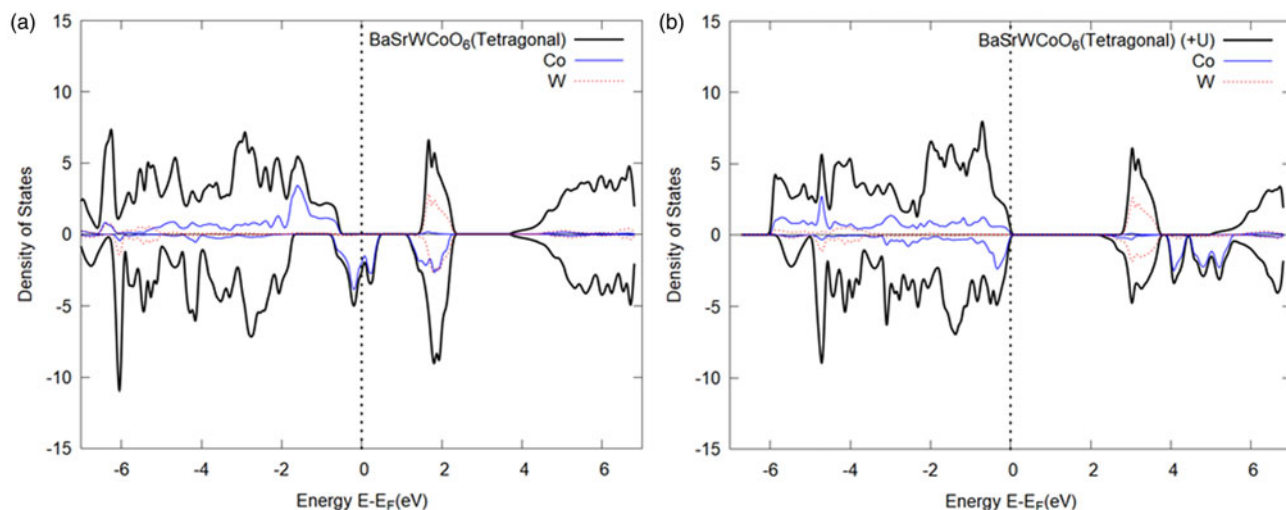 (a)
15
10
5
0
-5
-10
-15
Density of States
BaSrWCoO₆(Tetragonal)
Co
W
-6 -4 -2 0 2 4 6
Energy E-E_F(eV)
(b)
15
10
5
0
-5
-10
-15
Density of States
BaSrWCoO₆(Tetragonal) (+U)
Co
W
-6 -4 -2 0 2 4 6
Energy E-E_F(eV)